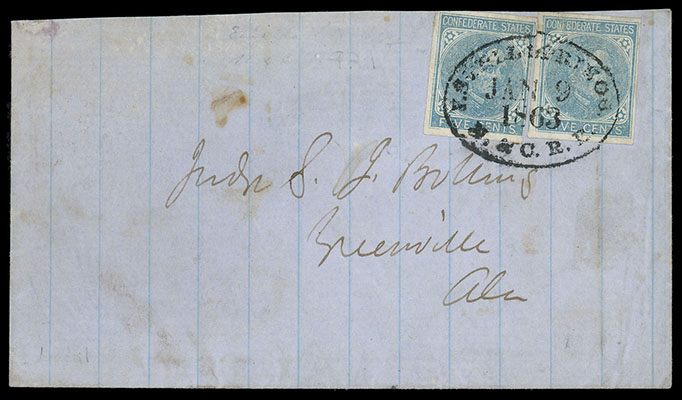 CONFEDERATE STATES CONFEDERATE STATES
JAN 9
1863
& C. R. R.
FIVE CENTS FIVE CENTS
Judge S. J. Bolling
Greenville
Ala